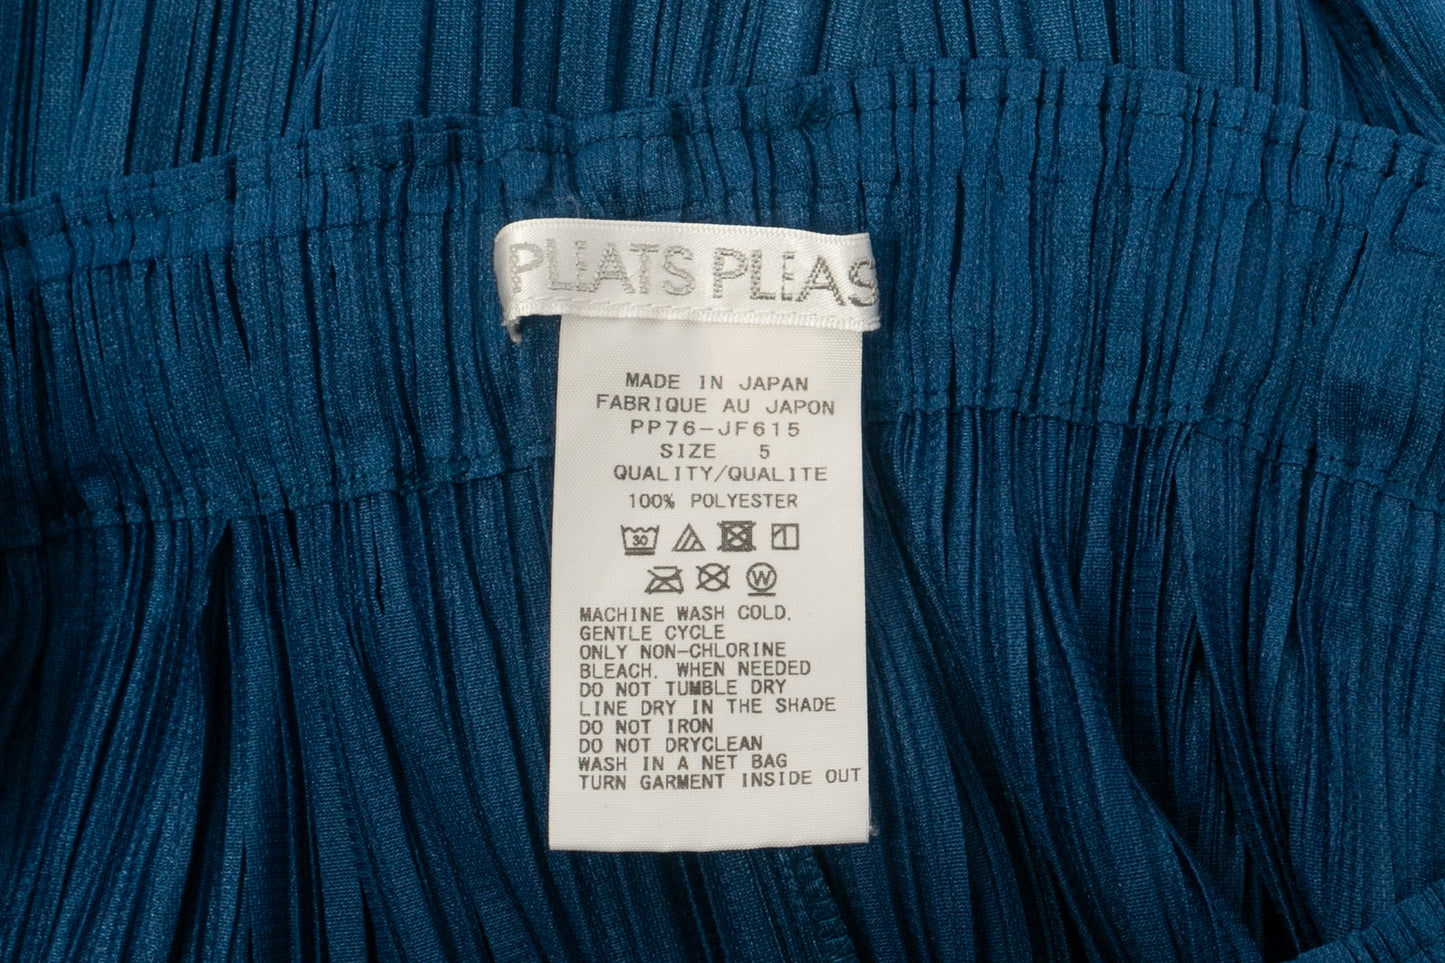 PLEATS PLEAS
MADE IN JAPAN
FABRIQUE AU JAPON
PP76-JF615
SIZE 5
QUALITY/QUALITE
100% POLYESTER
30
W
MACHINE WASH COLD.
GENTLE CYCLE
ONLY NON-CHLORINE
BLEACH. WHEN NEEDED
DO NOT TUMBLE DRY
LINE DRY IN THE SHADE
DO NOT IRON
DO NOT DRYCLEAN
WASH IN A NET BAG
TURN GARMENT INSIDE OUT